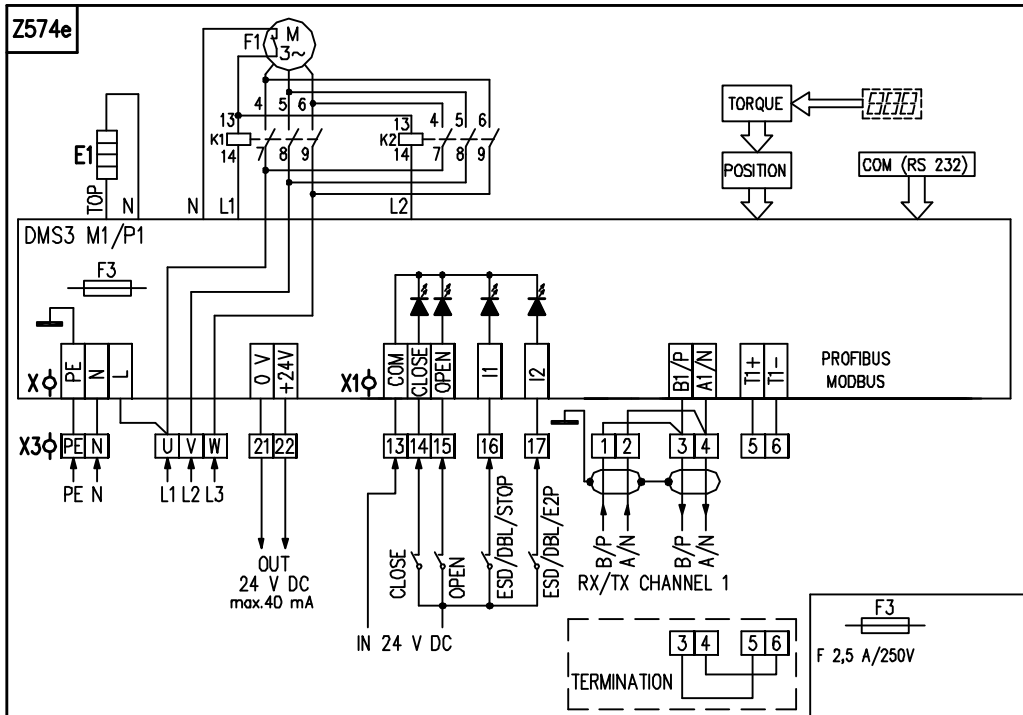 Z574e
F1 M
3~
TORQUE
4 5 6
4 5 6
13
13
K1
K2
14 7 8 9
14 7 8 9
E1
POSITION
COM (RS 232)
TOP N N L1 L2
DMS3 M1/P1
F3
PE N L
0 V +24V
COM CLOSE OPEN I1 I2
B1/P A1/N T1+ T1-
PROFIBUS
MODBUS
X
X1
X3 PE N U V W 21 22 13 14 15 16 17 1 2 3 4 5 6
PE N L1 L2 L3
OUT
24 V DC
max.40 mA
CLOSE OPEN ESD/DBL/STOP ESD/DBL/E2P
B/P A/N B/P A/N
RX/TX CHANNEL 1
IN 24 V DC
3 4 5 6
TERMINATION
F3
F 2,5 A/250V